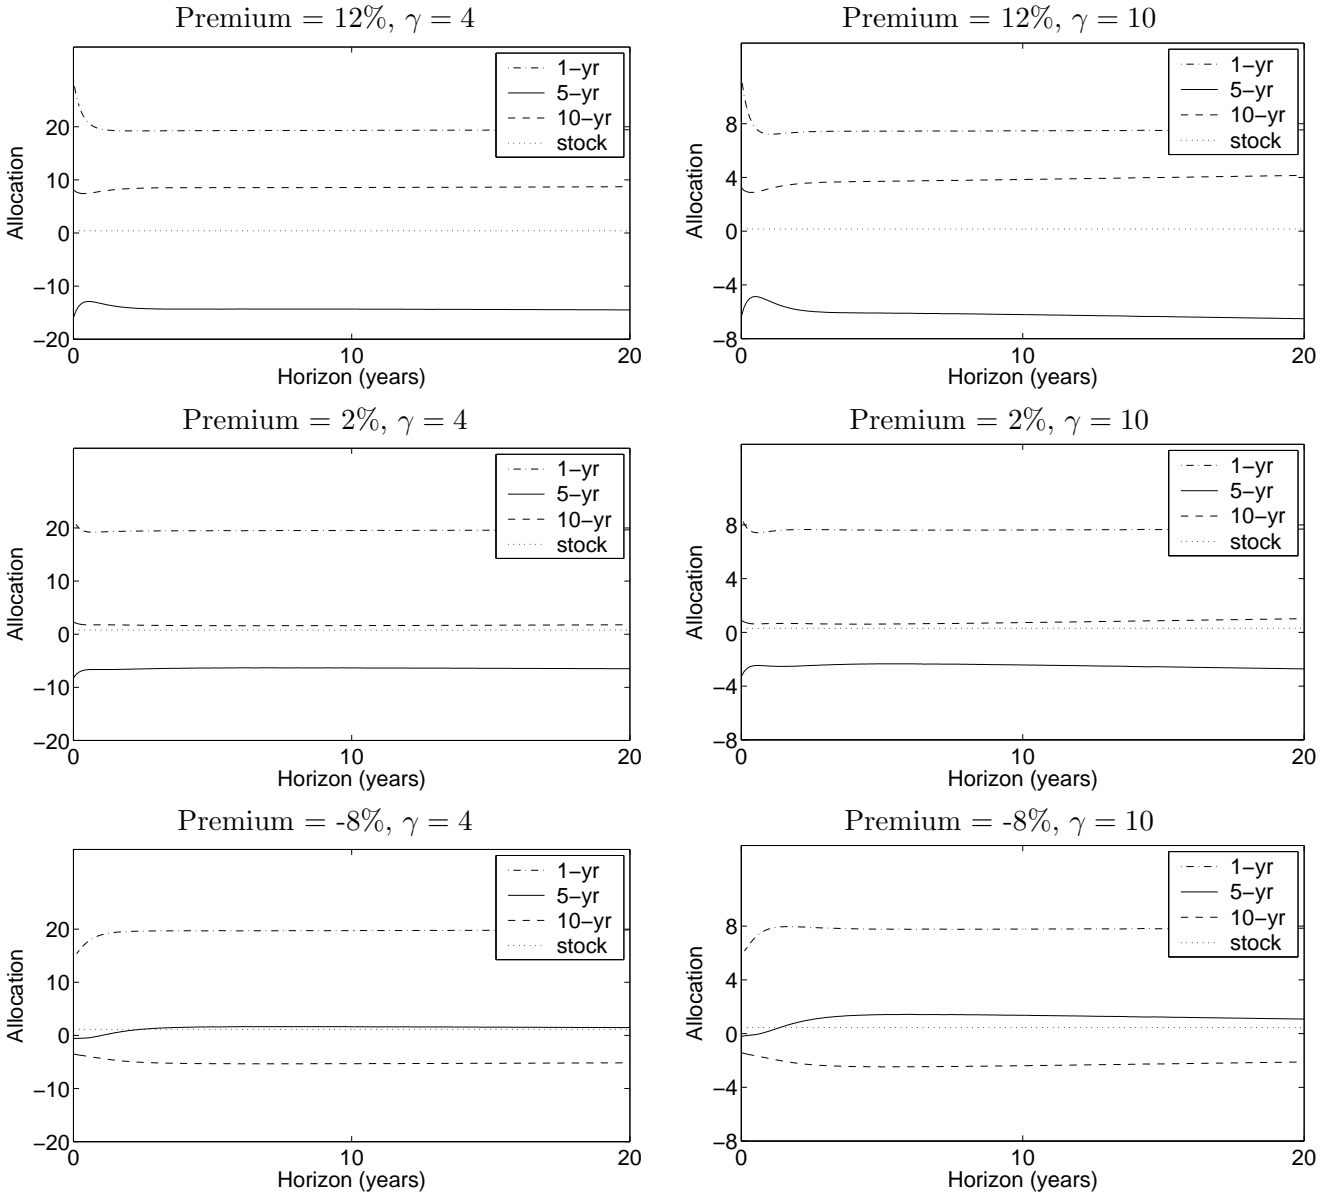 Premium = 12%, γ = 4
1−yr
5−yr
10−yr
stock
20
10
0
−10
−20
Allocation
0
10
20
Horizon (years)
Premium = 12%, γ = 10
1−yr
5−yr
10−yr
stock
8
4
0
−4
−8
Allocation
0
10
20
Horizon (years)
Premium = 2%, γ = 4
1−yr
5−yr
10−yr
stock
20
10
0
−10
−20
Allocation
0
10
20
Horizon (years)
Premium = 2%, γ = 10
1−yr
5−yr
10−yr
stock
8
4
0
−4
−8
Allocation
0
10
20
Horizon (years)
Premium = -8%, γ = 4
1−yr
5−yr
10−yr
stock
20
10
0
−10
−20
Allocation
0
10
20
Horizon (years)
Premium = -8%, γ = 10
1−yr
5−yr
10−yr
stock
8
4
0
−4
−8
Allocation
0
10
20
Horizon (years)